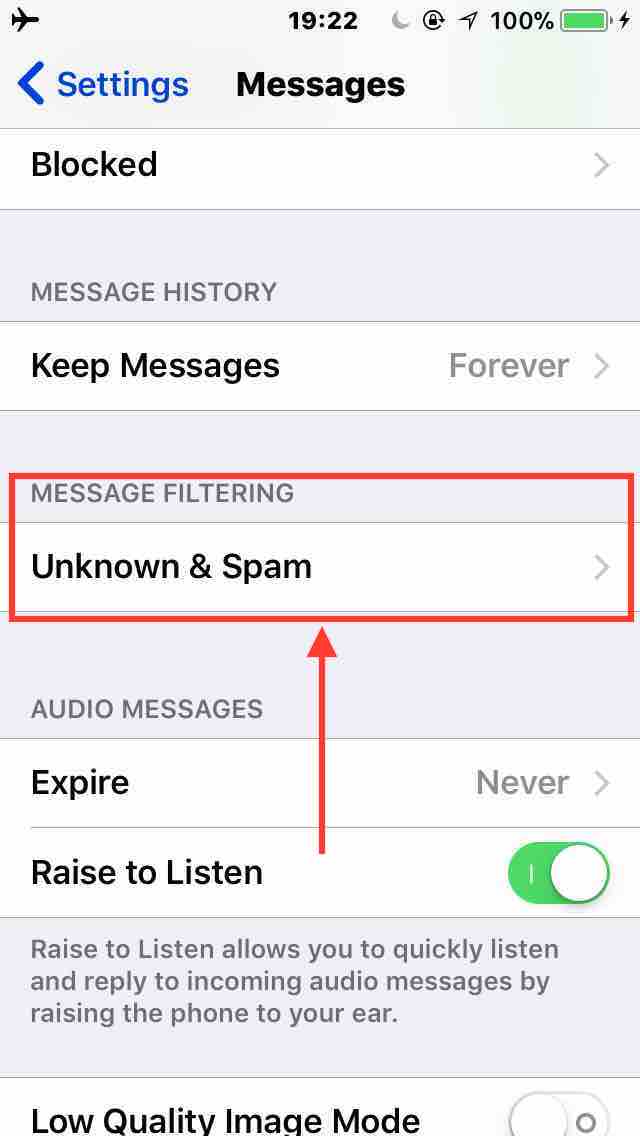 19:22
100%
Settings
Messages
Blocked
MESSAGE HISTORY
Keep Messages
Forever
MESSAGE FILTERING
Unknown & Spam
AUDIO MESSAGES
Expire
Never
Raise to Listen
Raise to Listen allows you to quickly listen
and reply to incoming audio messages by
raising the phone to your ear.
Low Quality Image Mode